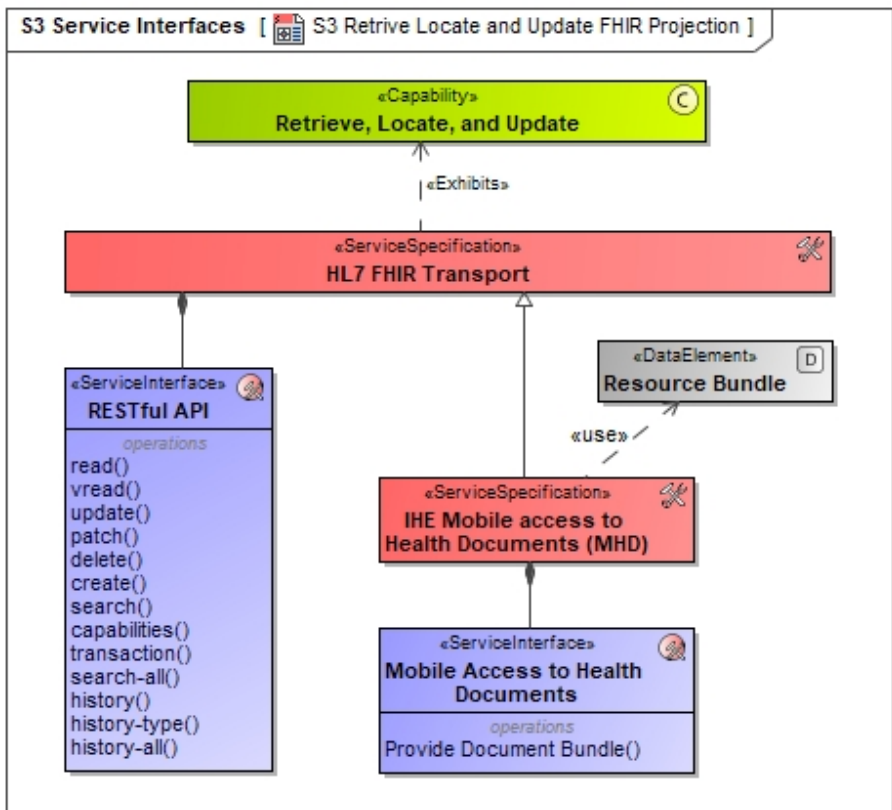 S3 Service Interfaces [ S3 Retrive Locate and Update FHIR Projection ]
«Capability»
C
Retrieve, Locate, and Update
«Exhibits»
«ServiceSpecification»
HL7 FHIR Transport
«ServiceInterface»
RESTful API
operations
read()
vread()
update()
patch()
delete()
create()
search()
capabilities()
transaction()
search-all()
history()
history-type()
history-all()
«DataElement»
D
Resource Bundle
«use»
«ServiceSpecification»
IHE Mobile access to
Health Documents (MHD)
«ServiceInterface»
Mobile Access to Health
Documents
operations
Provide Document Bundle()